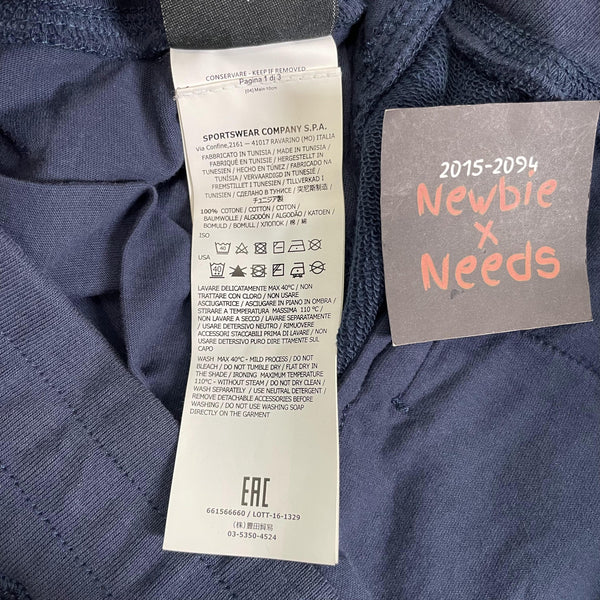 CONSERVARE - KEEP IF REMOVED
Pagina 1 di 3
[04] Main 10cm
SPORTSWEAR COMPANY S.P.A.
via Confine,2161 — 41017 RAVARINO (MO) ITALIA
FABBRICATO IN TUNISIA / MADE IN TUNISIA /
FABRIQUÉ EN TUNISIE / HERGESTELLT IN
TUNESIEN / HECHO EN TÚNEZ / FABRICADO NA
TUNÍSIA / VERVAARDIGD IN TUNESIË /
FREMSTILLET I TUNESIEN / TILLVERKAD I
TUNISIEN / СДЕЛАНО В ТУНИСЕ / 突尼斯制造 /
チュニジア製
100% COTONE / COTTON / COTON /
BAUMWOLLE / ALGODÓN / ALGODÃO / KATOEN /
BOMULD / BOMULL / ХЛОПОК / 棉 / 綿
ISO
40
USA
40
LAVARE DELICATAMENTE MAX 40°C / NON
TRATTARE CON CLORO / NON USARE
ASCIUGATRICE / ASCIUGARE IN PIANO IN OMBRA
/ STIRARE A TEMPERATURA MASSIMA 110 °C /
NON LAVARE A SECCO / LAVARE SEPARATAMENTE
/ USARE DETERSIVO NEUTRO / RIMUOVERE
ACCESSORI STACCABILI PRIMA DI LAVARE / NON
USARE DETERSIVO PURO DIRETTAMENTE SUL
CAPO
WASH MAX 40°C - MILD PROCESS / DO NOT
BLEACH / DO NOT TUMBLE DRY / FLAT DRY IN
THE SHADE / IRONING MAXIMUM TEMPERATURE
110°C - WITHOUT STEAM / DO NOT DRY CLEAN
/ WASH SEPARATELY / USE NEUTRAL DETERGENT /
REMOVE DETACHABLE ACCESSORIES BEFORE
WASHING / DO NOT USE WASHING SOAP
DIRECTLY ON THE GARMENT
EAC
661566660 / LOTT-16-1329
(株) 豊田貿易
03-5350-4524
2015-2094
Newbie
x
Needs